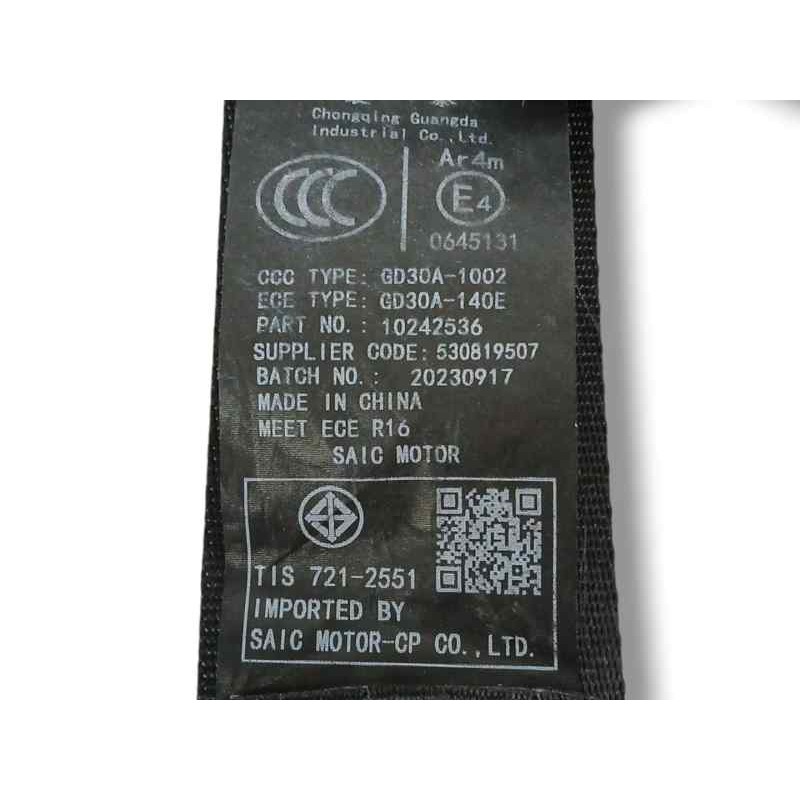 Chongqing Guangda
Industrial Co.,Ltd.
CCC
Ar4m
E4
0645131
CCC TYPE: GD30A-1002
ECE TYPE: GD30A-140E
PART NO.: 10242536
SUPPLIER CODE: 530819507
BATCH NO.: 20230917
MADE IN CHINA
MEET ECE R16
SAIC MOTOR
TIS 721-2551
IMPORTED BY
SAIC MOTOR-CP CO.,LTD.